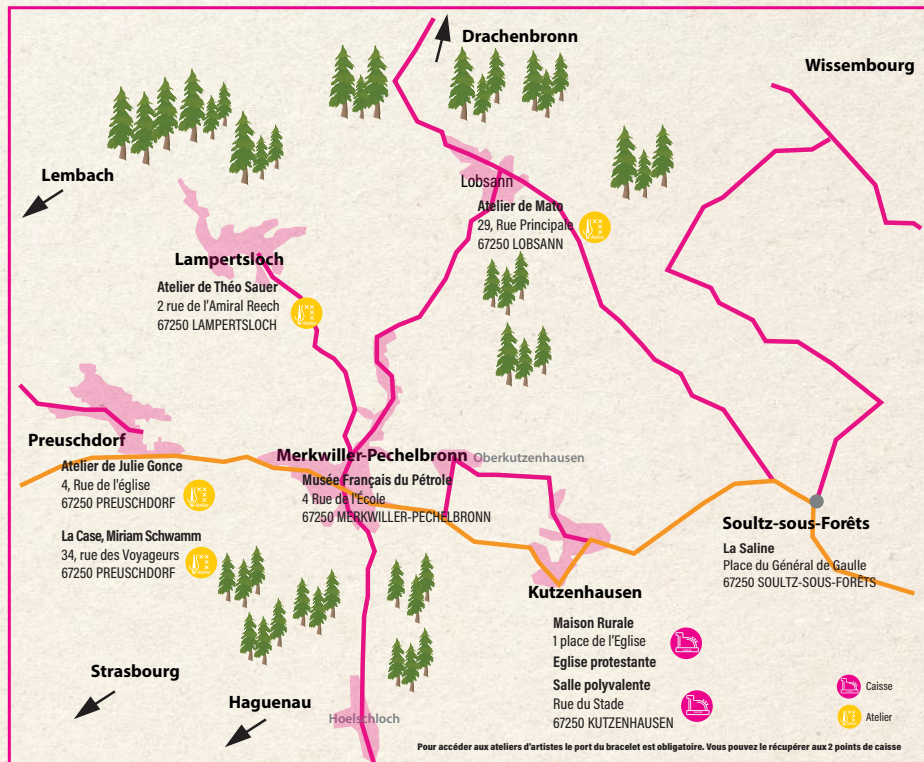 Drachenbronn
Wissembourg
Lembach
Lobsann
Atelier de Mato
29, Rue Principale
67250 LOBSANN
Lampertsloch
Atelier de Théo Sauer
2 rue de l'Amiral Reech
67250 LAMPERTSLOCH
Preuschdorf
Atelier de Julie Gonce
4, Rue de l'église
67250 PREUSCHDORF
La Case, Miriam Schwamm
34, rue des Voyageurs
67250 PREUSCHDORF
Merkwiller-Pechelbronn
Musée Français du Pétrole
4 Rue de l'École
67250 MERKWILLER-PECHELBRONN
Oberkutzenhausen
Soultz-sous-Forêts
La Saline
Place du Général de Gaulle
67250 SOULTZ-SOUS-FORÊTS
Kutzenhausen
Maison Rurale
1 place de l'Eglise
Eglise protestante
Salle polyvalente
Rue du Stade
67250 KUTZENHAUSEN
Strasbourg
Haguenau
Hoelschloch
Caisse
Atelier
Pour accéder aux ateliers d'artistes le port du bracelet est obligatoire. Vous pouvez le récupérer aux 2 points de caisse